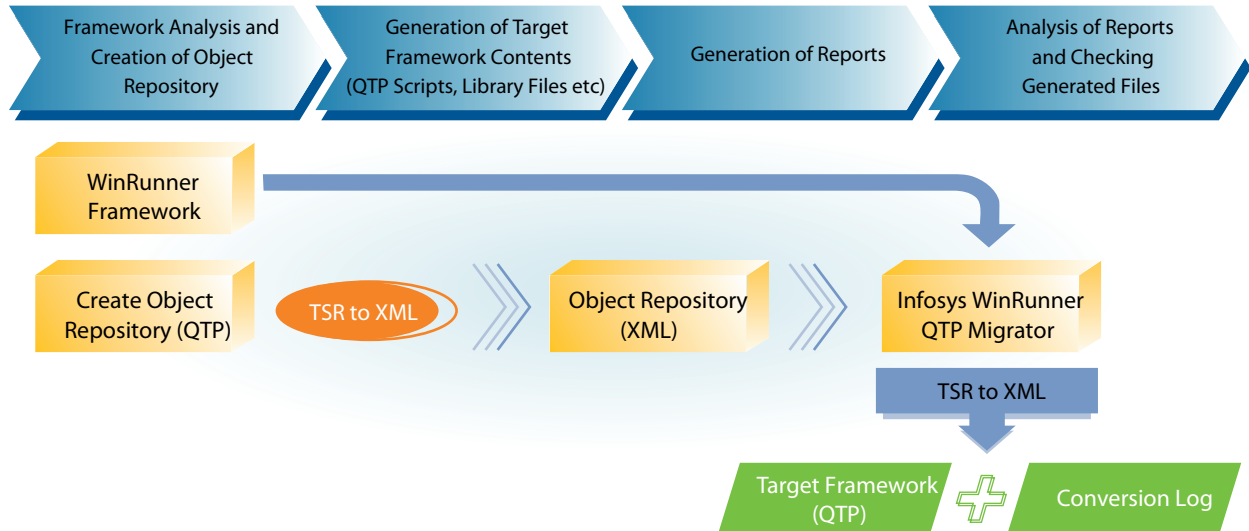 Framework Analysis and
Creation of Object
Repository
Generation of Target
Framework Contents
(QTP Scripts, Library Files etc)
Generation of Reports
Analysis of Reports
and Checking
Generated Files
WinRunner
Framework
Create Object
Repository (QTP)
TSR to XML
Object Repository
(XML)
Infosys WinRunner
QTP Migrator
TSR to XML
Target Framework
(QTP)
Conversion Log